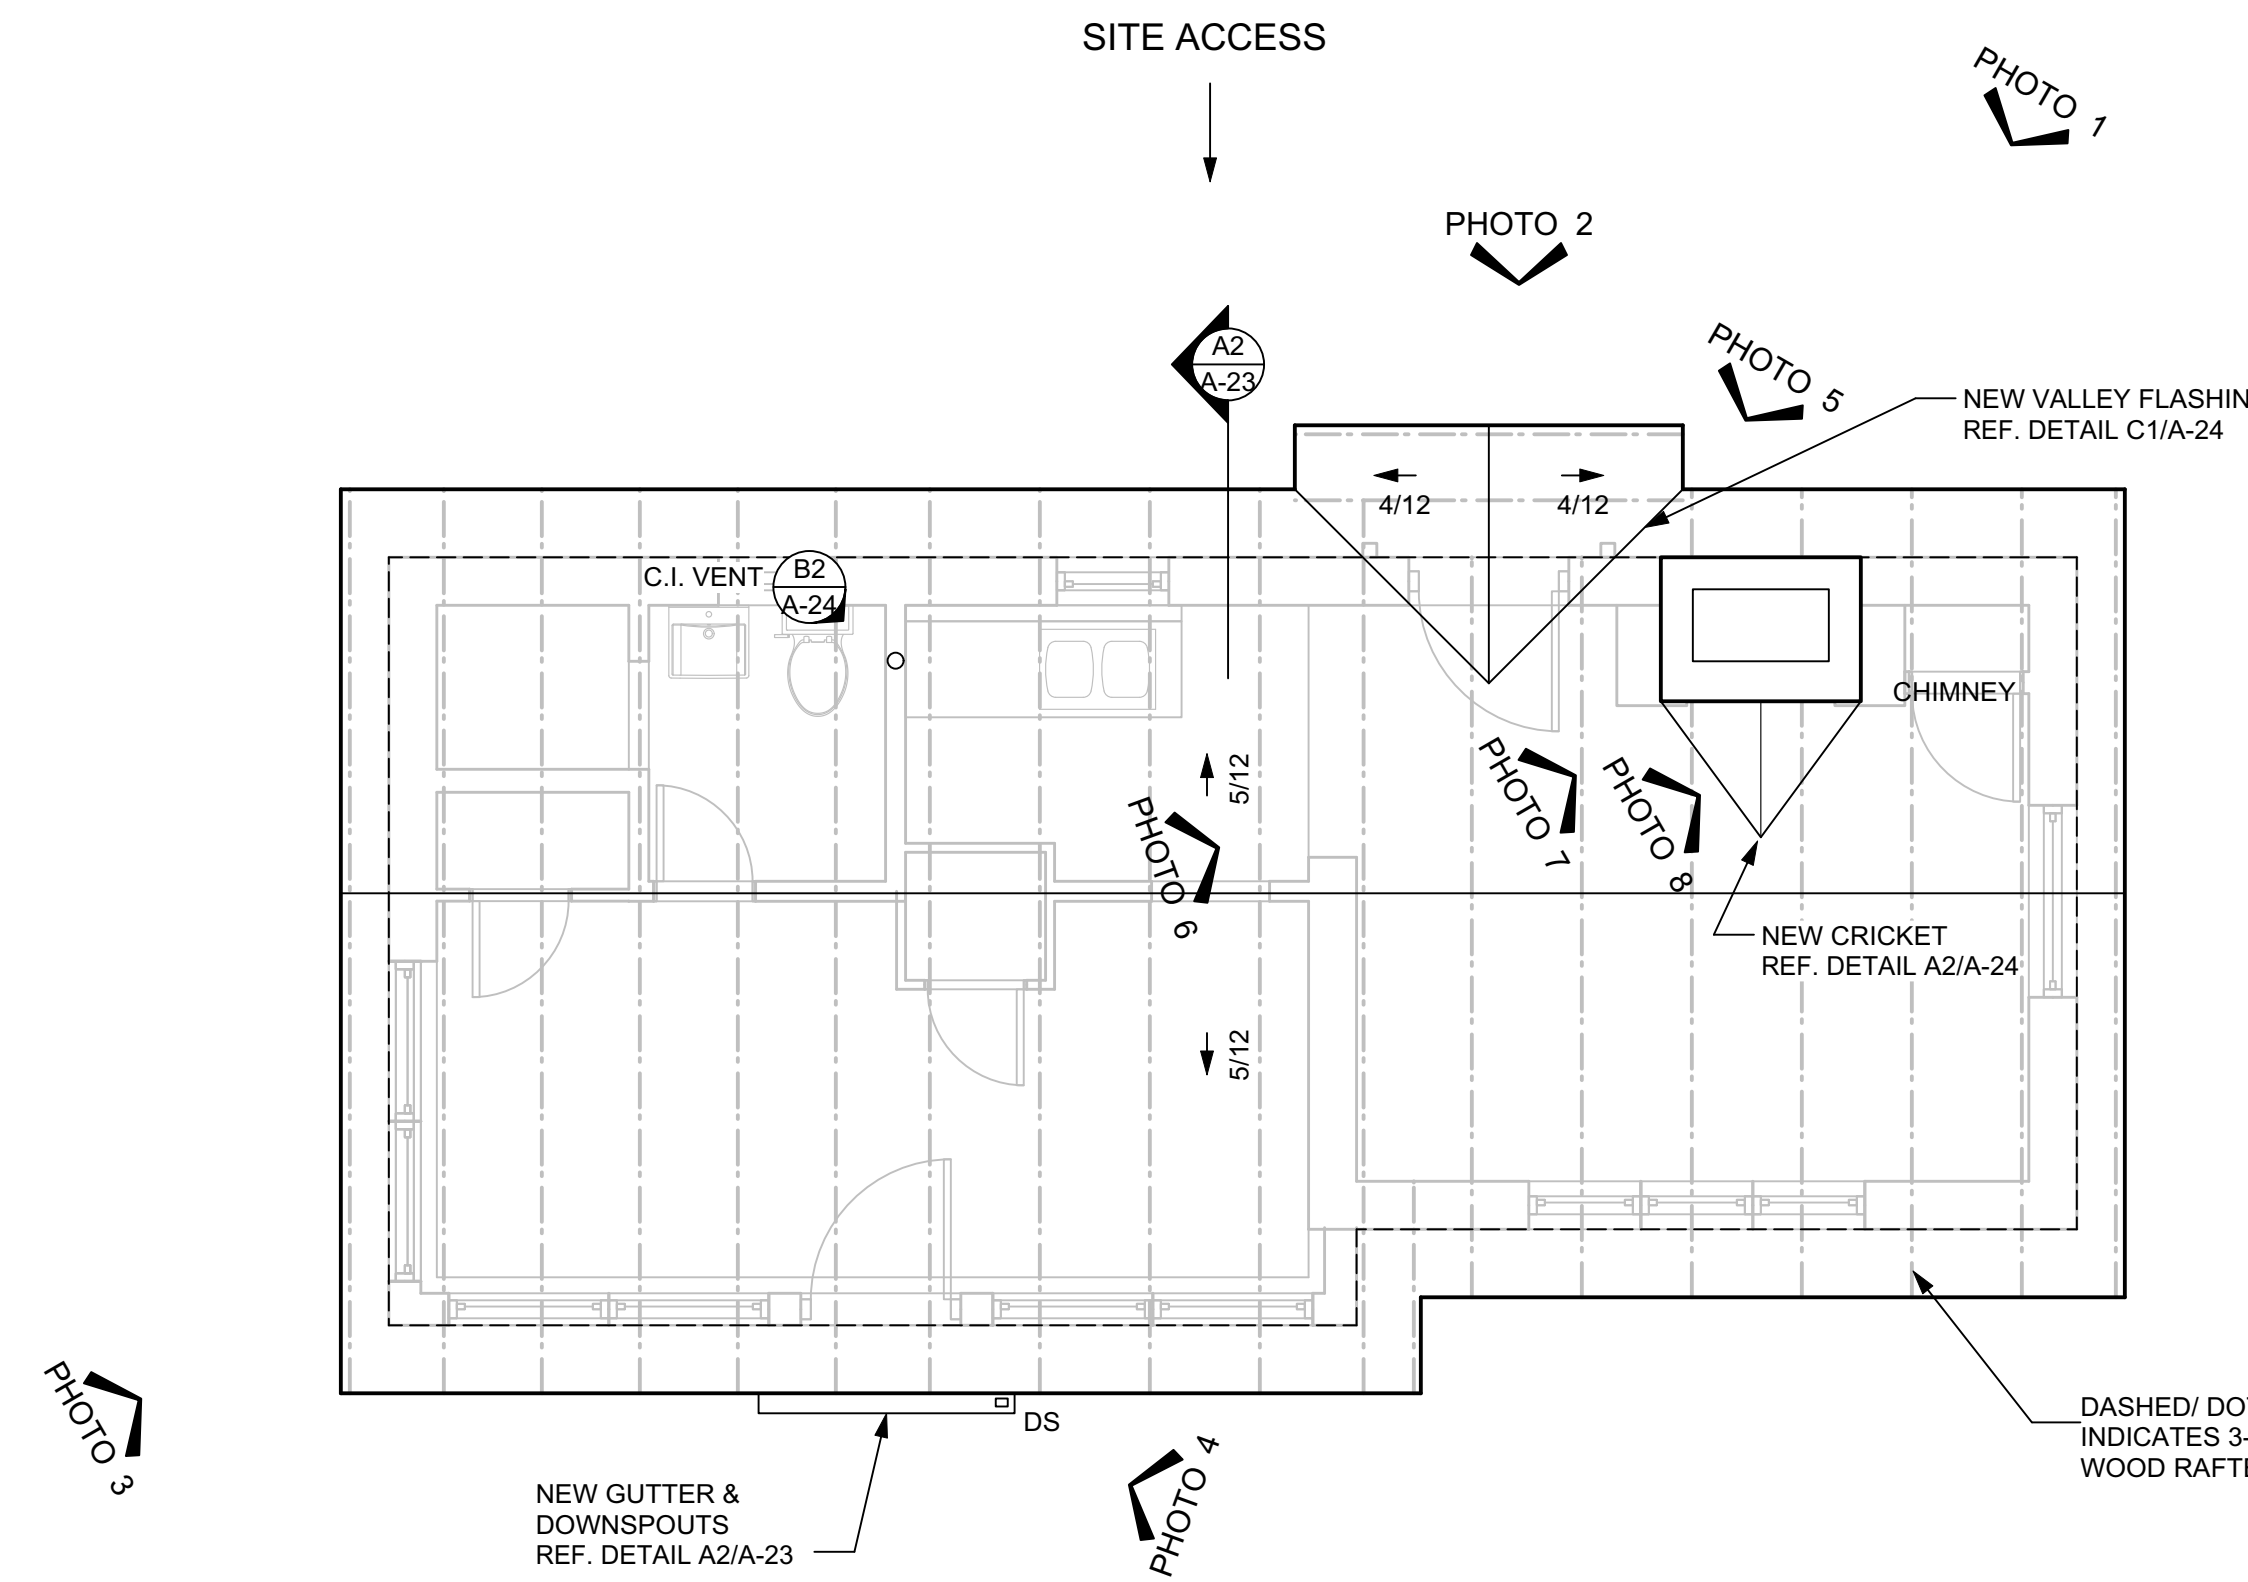 SITE ACCESS
PHOTO 1
PHOTO 2
A2
A-23
PHOTO 5
NEW VALLEY FLASHIN
REF. DETAIL C1/A-24
4/12
4/12
C.I. VENT
B2
A-24
CHIMNEY
5/12
PHOTO 6
PHOTO 7
PHOTO 8
NEW CRICKET
REF. DETAIL A2/A-24
5/12
PHOTO 3
DS
NEW GUTTER &
DOWNSPOUTS
REF. DETAIL A2/A-23
PHOTO 4
DASHED/ DO
INDICATES 3-
WOOD RAFT